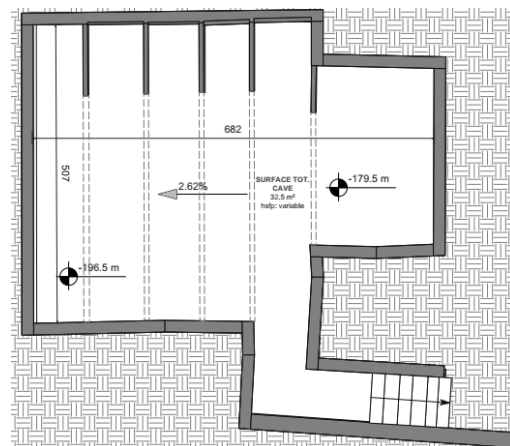 682
507
2.62%
SURFACE TOT.
CAVE
32.5 m²
hsfp: variable
-179.5 m
-196.5 m